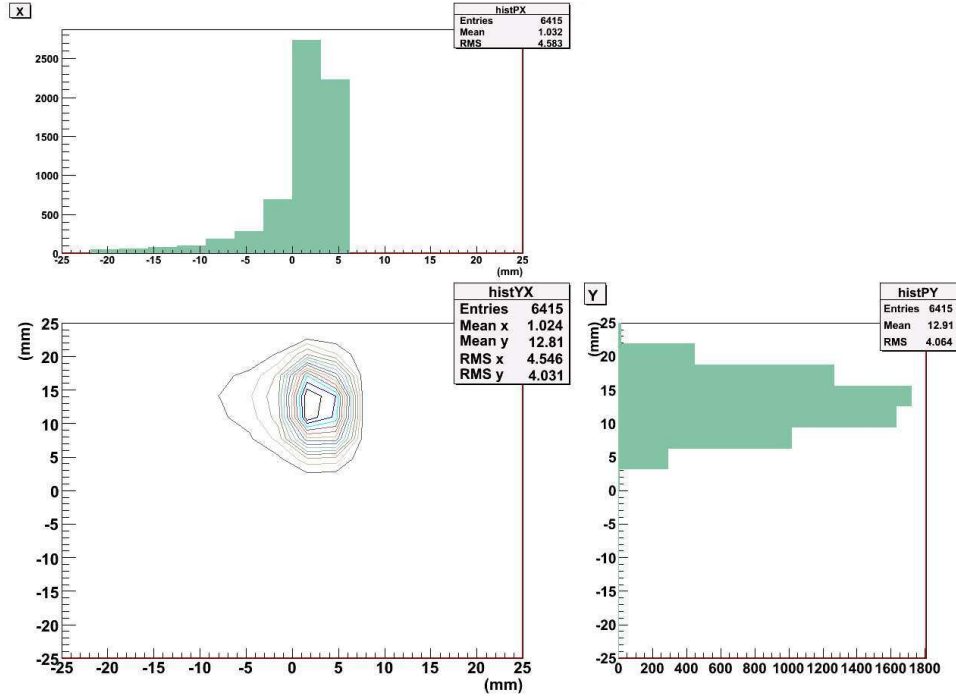 X
histPX
Entries 6415
Mean 1.032
RMS 4.583
2500
2000
1500
1000
500
0
-25 -20 -15 -10 -5 0 5 10 15 20 25
(mm)
histYX
Entries 6415
Mean x 1.024
Mean y 12.81
RMS x 4.546
RMS y 4.031
(mm)
25
20
15
10
5
0
-5
-10
-15
-20
-25
-25 -20 -15 -10 -5 0 5 10 15 20 25
(mm)
Y
histPY
Entries 6415
Mean 12.91
RMS 4.064
(mm)
25
20
15
10
5
0
-5
-10
-15
-20
-25
0 200 400 600 800 1000 1200 1400 1600 1800